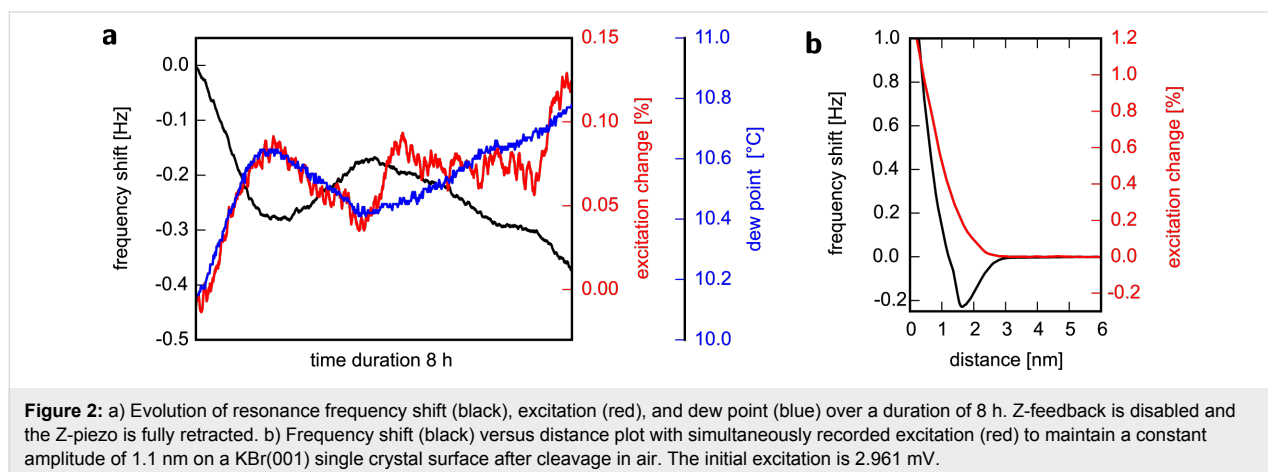 a
0.0
-0.1
-0.2
-0.3
-0.4
-0.5
frequency shift [Hz]
time duration 8 h
0.15
0.10
0.05
0.00
excitation change [%]
11.0
10.8
10.6
10.4
10.2
10.0
dew point [°C]
b
1.0
0.8
0.6
0.4
0.2
0.0
-0.2
frequency shift [Hz]
0 1 2 3 4 5 6
distance [nm]
1.2
1.0
0.8
0.6
0.4
0.2
0.0
-0.2
excitation change [%]
Figure 2: a) Evolution of resonance frequency shift (black), excitation (red), and dew point (blue) over a duration of 8 h. Z-feedback is disabled and
the Z-piezo is fully retracted. b) Frequency shift (black) versus distance plot with simultaneously recorded excitation (red) to maintain a constant
amplitude of 1.1 nm on a KBr(001) single crystal surface after cleavage in air. The initial excitation is 2.961 mV.